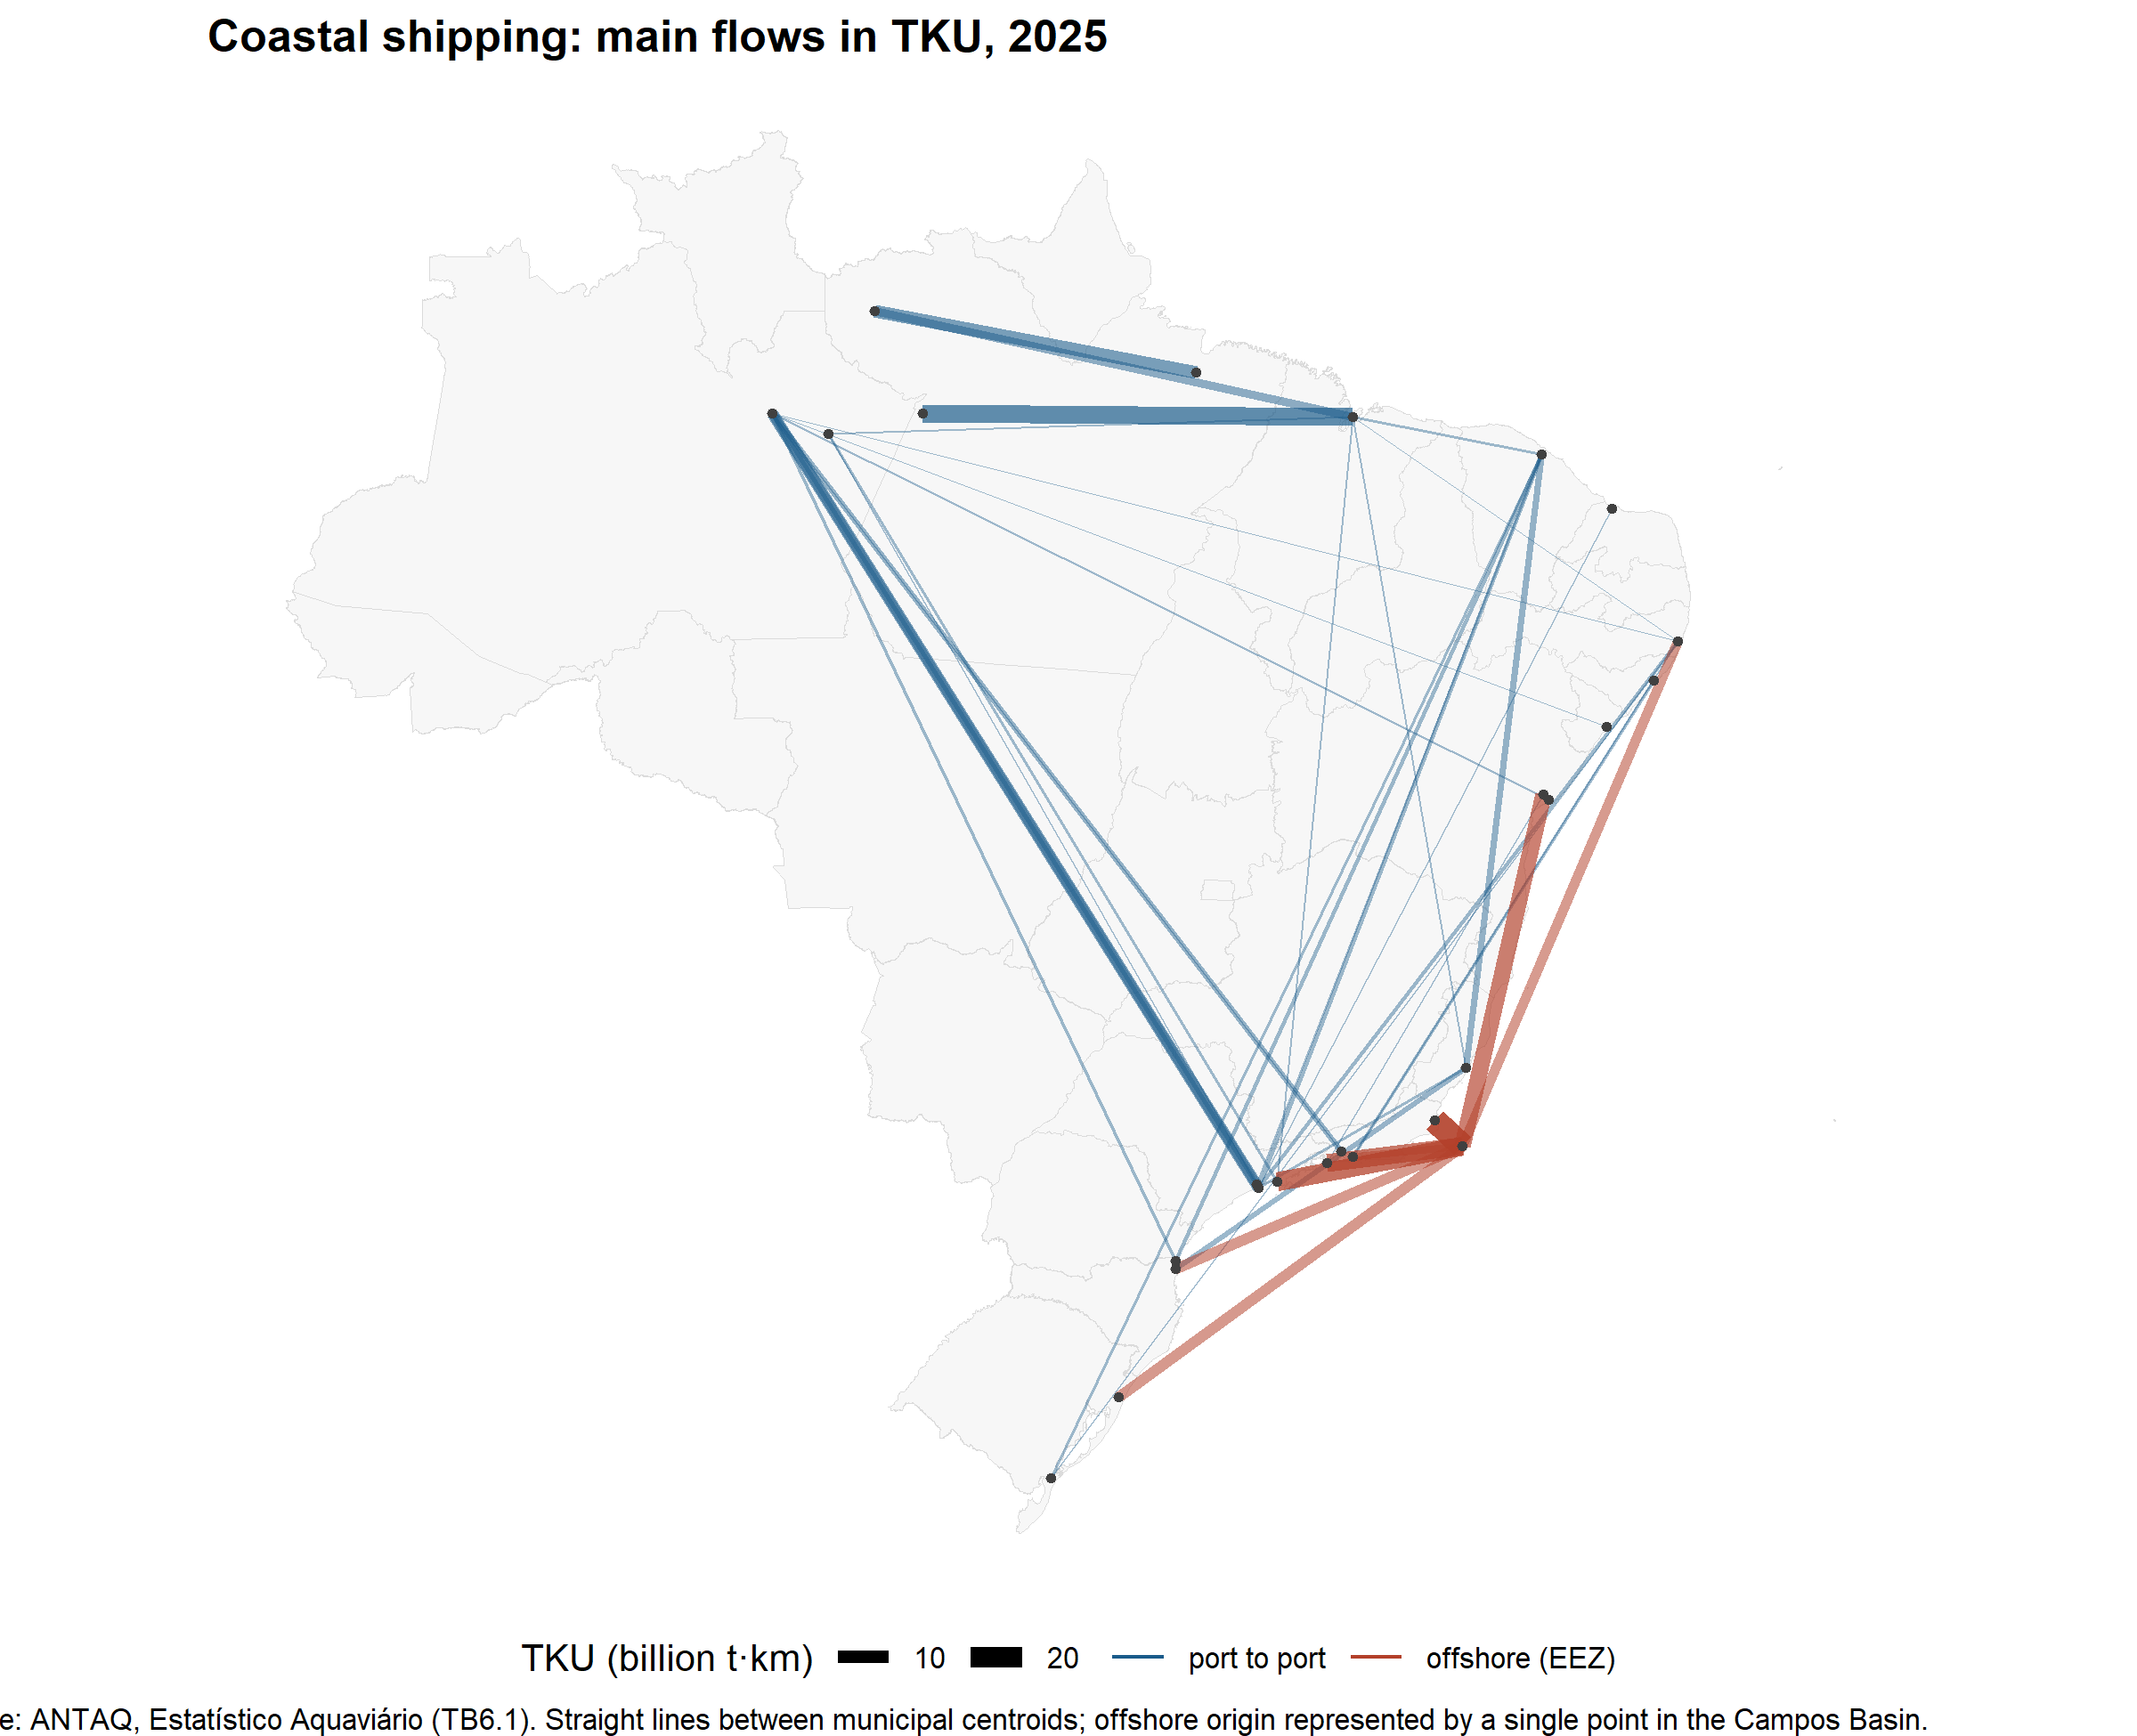 Coastal shipping: main flows in TKU, 2025
TKU (billion t·km) 10 20 port to port offshore (EEZ)
e: ANTAQ, Estatístico Aquaviário (TB6.1). Straight lines between municipal centroids; offshore origin represented by a single point in the Campos Basin.